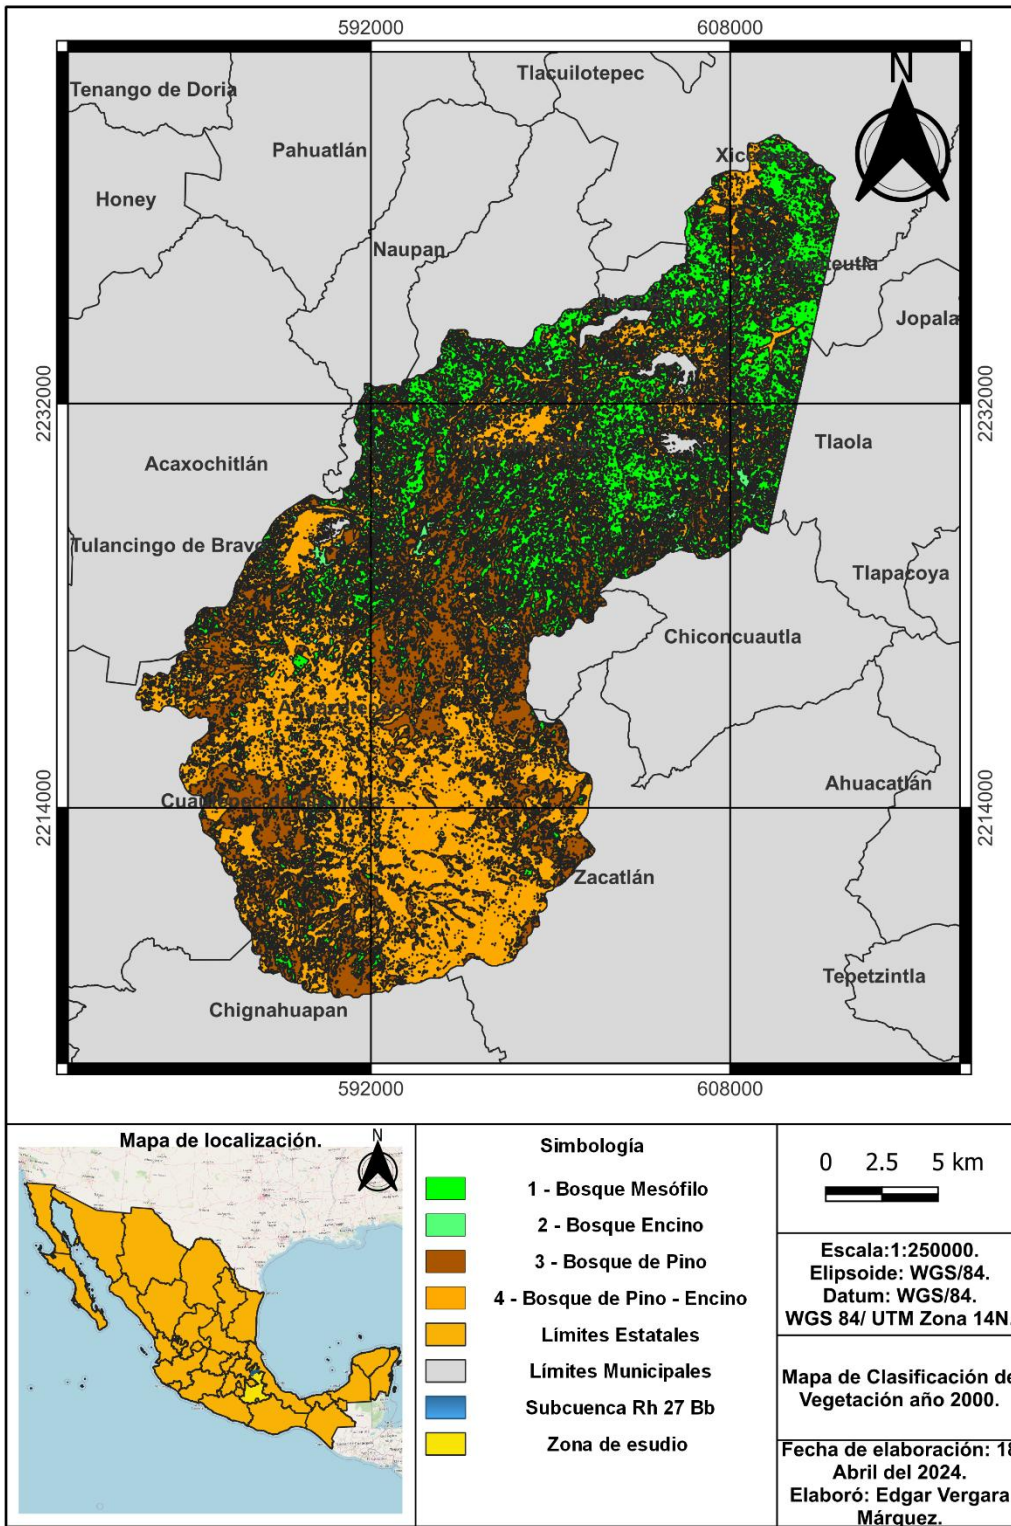 592000
608000
Tlacuilotepec
N
Tenango de Doria
Pahuatlán
Honey
Naupan
Jopala
2232000
2232000
Tlaola
Acaxochitlán
Tulancingo de Bravo
Tlapacoya
Chiconcuautla
Ahuacatlán
2214000
2214000
Zacatlán
Tepetzintla
Chignahuapan
592000
608000
Mapa de localización.
N
Simbología
1 - Bosque Mesófilo
2 - Bosque Encino
3 - Bosque de Pino
4 - Bosque de Pino - Encino
Límites Estatales
Límites Municipales
Subcuenca Rh 27 Bb
Zona de esudio
0 2.5 5 km
Escala:1:250000.
Elipsoide: WGS/84.
Datum: WGS/84.
WGS 84/ UTM Zona 14N.
Mapa de Clasificación de
Vegetación año 2000.
Fecha de elaboración: 18
Abril del 2024.
Elaboró: Edgar Vergara
Márquez.